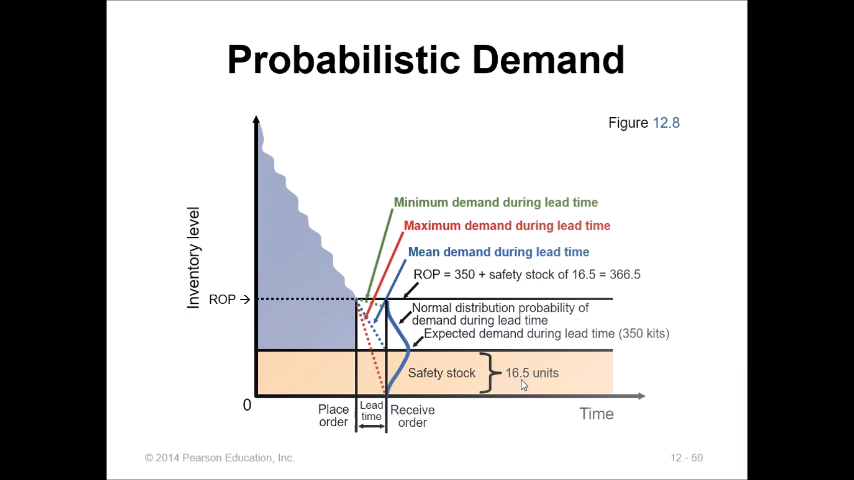 Probabilistic Demand
Figure 12.8
Inventory level
Minimum demand during lead time
Maximum demand during lead time
Mean demand during lead time
ROP = 350 + safety stock of 16.5 = 366.5
ROP →
Normal distribution probability of
demand during lead time
Expected demand during lead time (350 kits)
Safety stock
16.5 units
0
Place
order
Lead
time
Receive
order
Time
© 2014 Pearson Education, Inc.
12 - 60